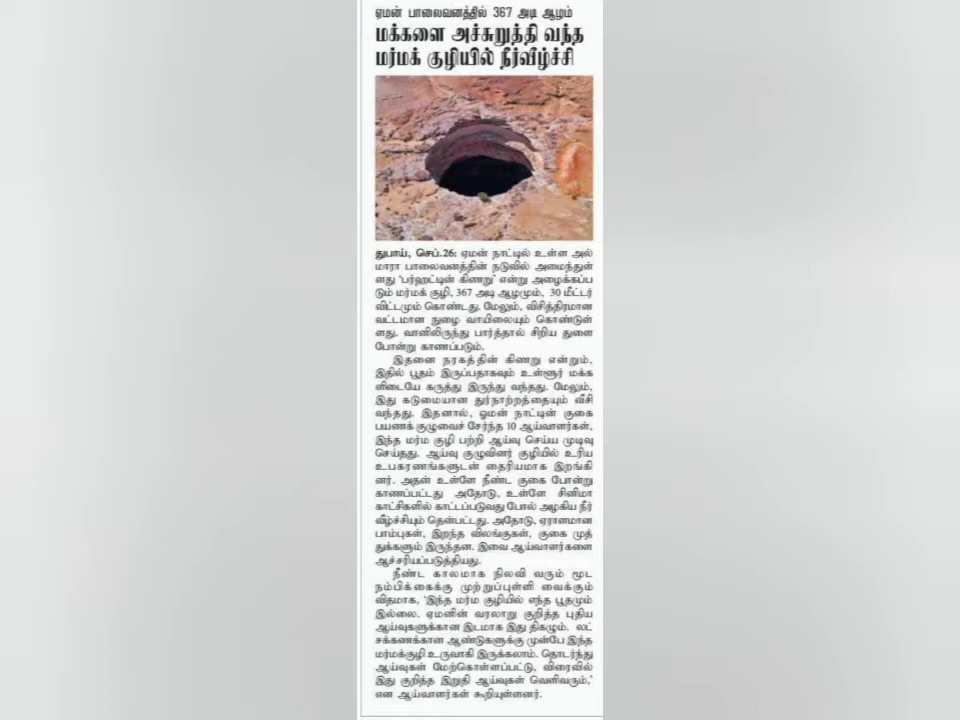 ஏமன் பாலைவனத்தில் 367 அடி ஆழம்
மக்களை அச்சுறுத்தி வந்த
மர்மக் குழியில் நீர்வீழ்ச்சி
துபாய், செப்.26: ஏமன் நாட்டில் உள்ள அல்
மாரா பாலைவனத்தின் நடுவில் அமைந்துள்
ளது 'பர்ஹட்டின் கிணறு' என்று அழைக்கப்ப
டும் மர்மக் குழி, 367 அடி ஆழமும், 30 மீட்டர்
விட்டமும் கொண்டது. மேலும், விசித்திரமான
வட்டமான நுழை வாயிலையும் கொண்டுள்
ளது. வானிலிருந்து பார்த்தால் சிறிய துளை
போன்று காணப்படும்.
இதனை நரகத்தின் கிணறு என்றும்,
இதில் பூதம் இருப்பதாகவும் உள்ளூர் மக்க
ளிடையே கருத்து இருந்து வந்தது. மேலும்,
இது கடுமையான துர்நாற்றத்தையும் வீசி
வந்தது. இதனால், ஓமன் நாட்டின் குகை
பயணக் குழுவைச் சேர்ந்த 10 ஆய்வாளர்கள்,
இந்த மர்ம குழி பற்றி ஆய்வு செய்ய முடிவு
செய்தது. ஆய்வு குழுவினர் குழியில் உரிய
உபகரணங்களுடன் தைரியமாக இறங்கி
னர். அதன் உள்ளே நீண்ட குகை போன்று
காணப்பட்டது அதோடு, உள்ளே சினிமா
காட்சிகளில் காட்டப்படுவது போல் அழகிய நீர்
வீழ்ச்சியும் தென்பட்டது. அதோடு, ஏராளமான
பாம்புகள், இறந்த விலங்குகள், குகை முத்
துக்களும் இருந்தன. இவை ஆய்வாளர்களை
ஆச்சரியப்படுத்தியது.
நீண்ட காலமாக நிலவி வரும் மூட
நம்பிக்கைக்கு முற்றுப்புள்ளி வைக்கும்
விதமாக, 'இந்த மர்ம குழியில் எந்த பூதமும்
இல்லை. ஏமனின் வரலாறு குறித்த புதிய
ஆய்வுகளுக்கான இடமாக இது திகழும். லட்
சக்கணக்கான ஆண்டுகளுக்கு முன்பே இந்த
மர்மக்குழி உருவாகி இருக்கலாம். தொடர்ந்து
ஆய்வுகள் மேற்கொள்ளப்பட்டு, விரைவில்
இது குறித்த இறுதி ஆய்வுகள் வெளிவரும்,'
என ஆய்வாளர்கள் கூறியுள்ளனர்.